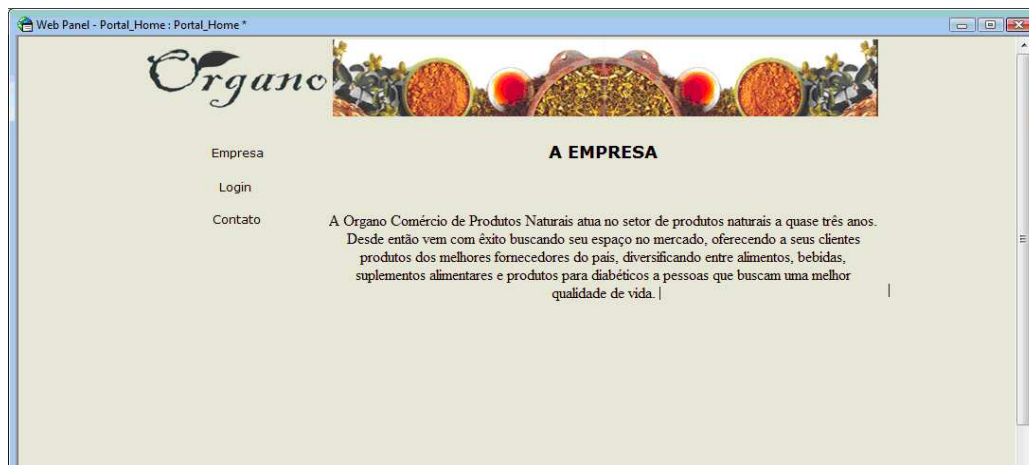 Web Panel - Portal_Home : Portal_Home *
Organo
Empresa
Login
Contato
A EMPRESA
A Organo Comércio de Produtos Naturais atua no setor de produtos naturais a quase três anos.
Desde então vem com êxito buscando seu espaço no mercado, oferecendo a seus clientes
produtos dos melhores fornecedores do pais, diversificando entre alimentos, bebidas,
suplementos alimentares e produtos para diabéticos a pessoas que buscam uma melhor
qualidade de vida.